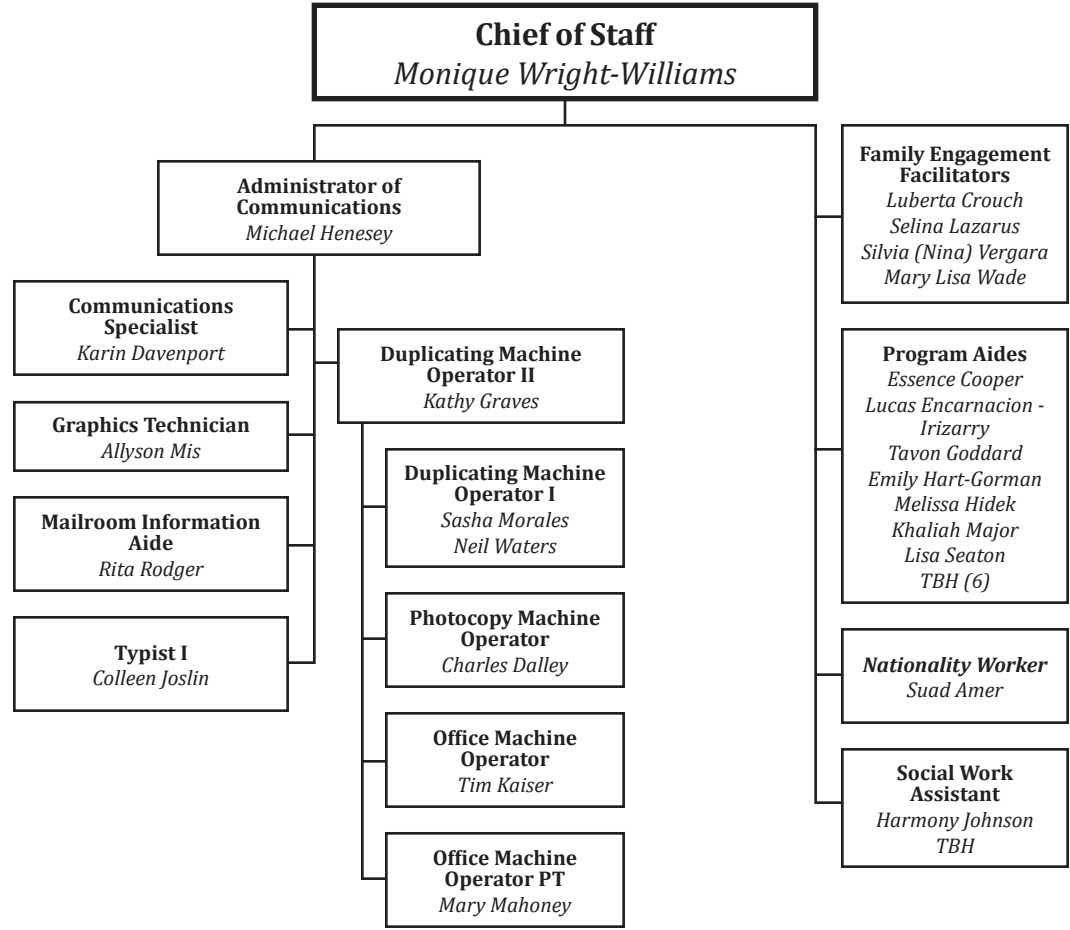 Chief of Staff
Monique Wright-Williams
Administrator of
Communications
Michael Henesey
Communications
Specialist
Karin Davenport
Graphics Technician
Allyson Mis
Mailroom Information
Aide
Rita Rodger
Typist I
Colleen Joslin
Duplicating Machine
Operator II
Kathy Graves
Duplicating Machine
Operator I
Sasha Morales
Neil Waters
Photocopy Machine
Operator
Charles Dalley
Office Machine
Operator
Tim Kaiser
Office Machine
Operator PT
Mary Mahoney
Family Engagement
Facilitators
Luberta Crouch
Selina Lazarus
Silvia (Nina) Vergara
Mary Lisa Wade
Program Aides
Essence Cooper
Lucas Encarnacion -
Irizarry
Tavon Goddard
Emily Hart-Gorman
Melissa Hidek
Khaliah Major
Lisa Seaton
TBH (6)
Nationality Worker
Suad Amer
Social Work
Assistant
Harmony Johnson
TBH